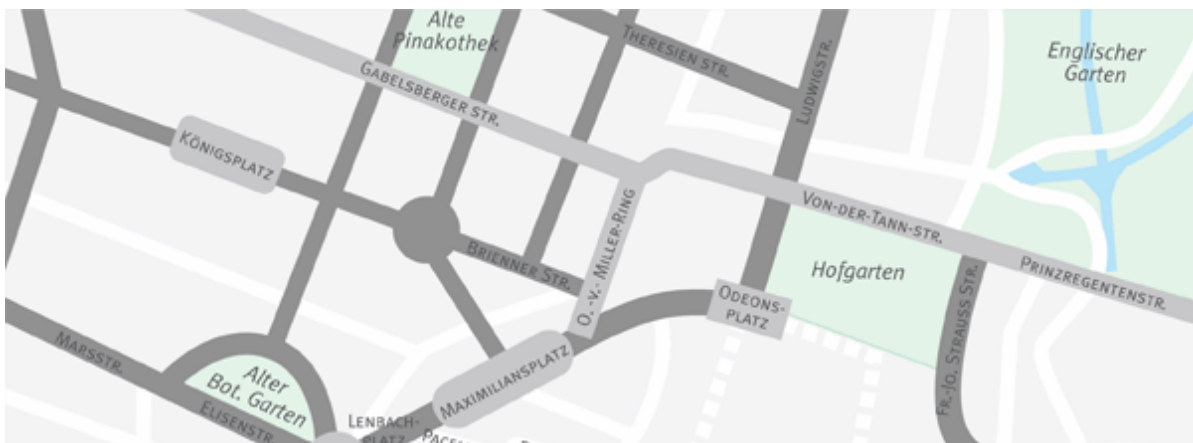 Alte
Pinakothek
THERESIEN STR.
LUDWIGSTR.
Englischer
Garten
GABELSBERGER STR.
KÖNIGSPLATZ
VON-DER-TANN-STR.
O. -V.- MILLER-RING
BRIENNER STR.
Hofgarten
PRINZREGENTENSTR.
ODEONS-
PLATZ
FR.-JO. STRAUSS STR.
MARSSTR.
MAXIMILIANSPLATZ
Alter
Bot. Garten
ELISENSTR.
LENBACH-
PLATZ